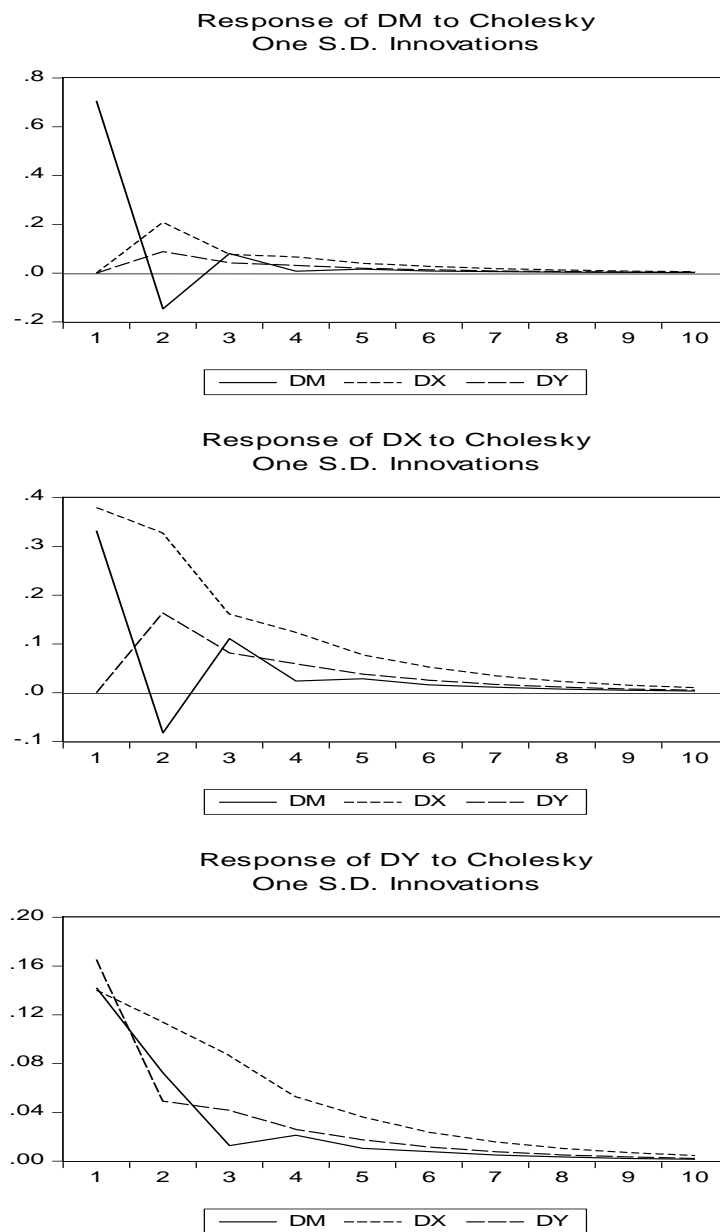 Response of DM to Cholesky
One S.D. Innovations
.8
.6
.4
.2
.0
-.2
1 2 3 4 5 6 7 8 9 10
DM DX DY
Response of DX to Cholesky
One S.D. Innovations
.4
.3
.2
.1
.0
-.1
1 2 3 4 5 6 7 8 9 10
DM DX DY
Response of DY to Cholesky
One S.D. Innovations
.20
.16
.12
.08
.04
.00
1 2 3 4 5 6 7 8 9 10
DM DX DY